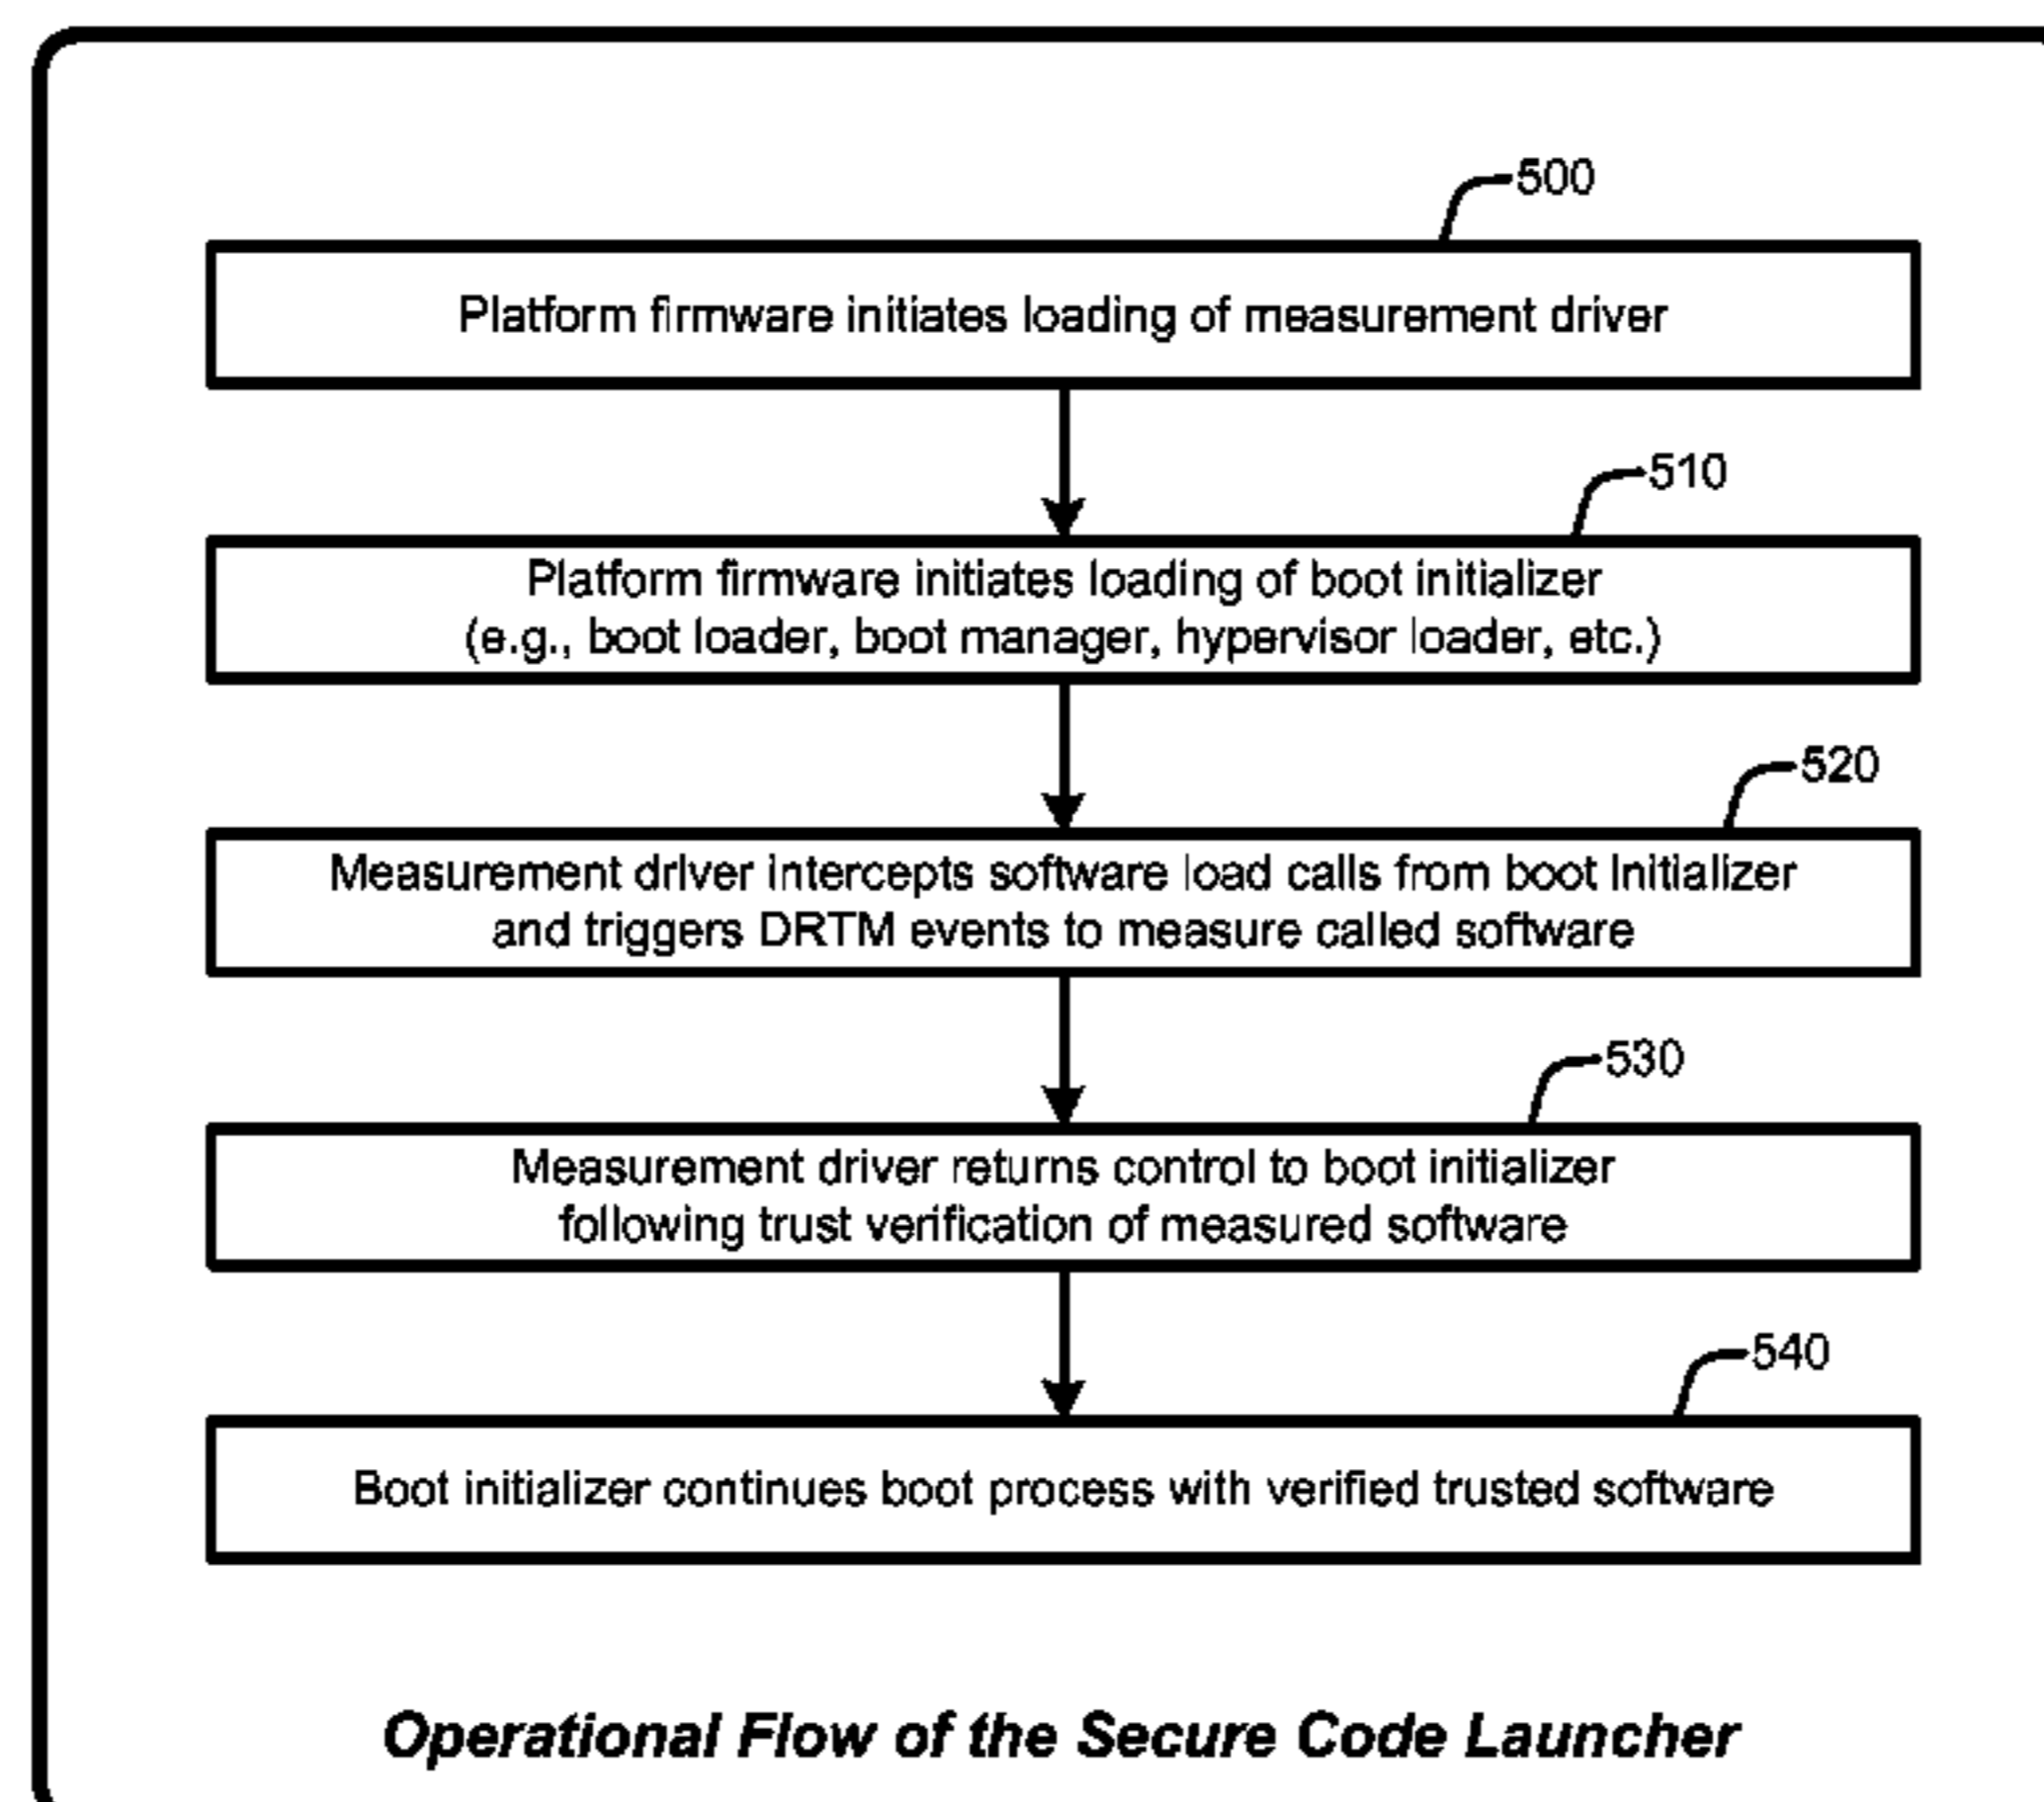 500
Platform firmware initiates loading of measurement driver
510
Platform firmware initiates loading of boot initializer
(e.g., boot loader, boot manager, hypervisor loader, etc.)
520
Measurement driver intercepts software load calls from boot Initializer
and triggers DRTM events to measure called software
530
Measurement driver returns control to boot initializer
following trust verification of measured software
540
Boot initializer continues boot process with verified trusted software
Operational Flow of the Secure Code Launcher